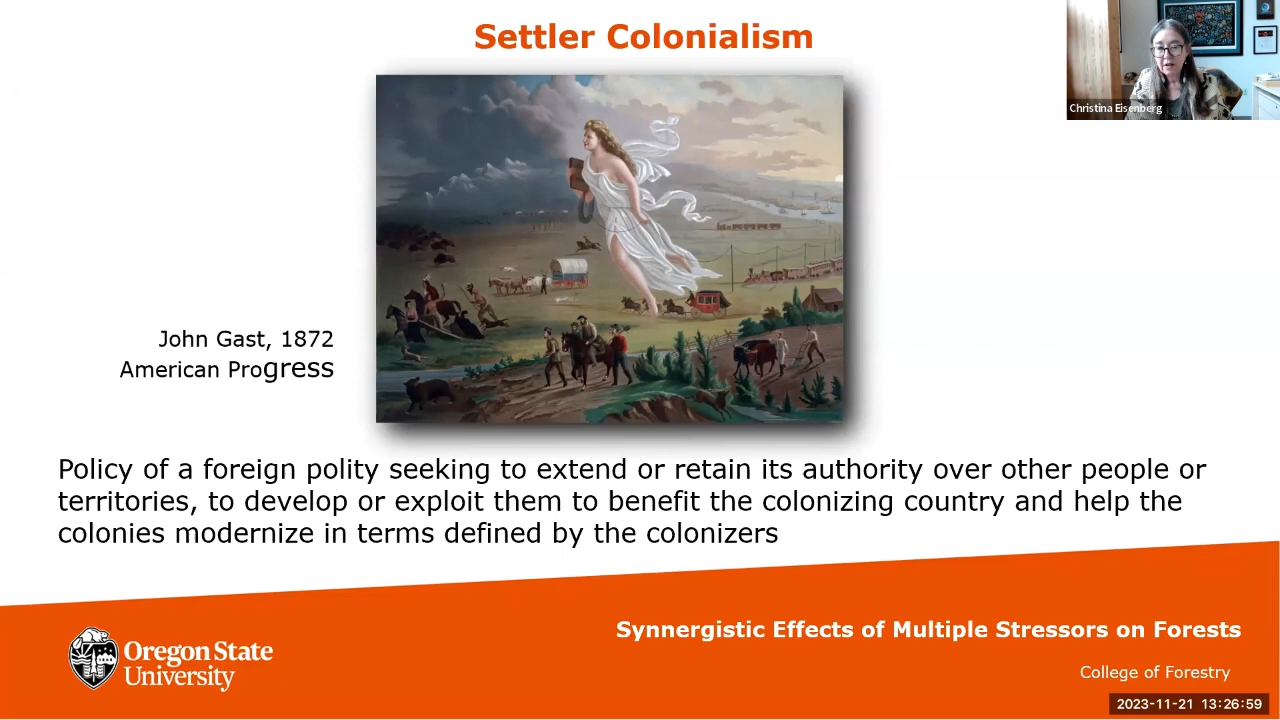 Settler Colonialism
Christina Eisenberg
John Gast, 1872
American Progress
Policy of a foreign polity seeking to extend or retain its authority over other people or
territories, to develop or exploit them to benefit the colonizing country and help the
colonies modernize in terms defined by the colonizers
Synnergistic Effects of Multiple Stressors on Forests
Oregon State
University
College of Forestry
2023-11-21 13:26:59